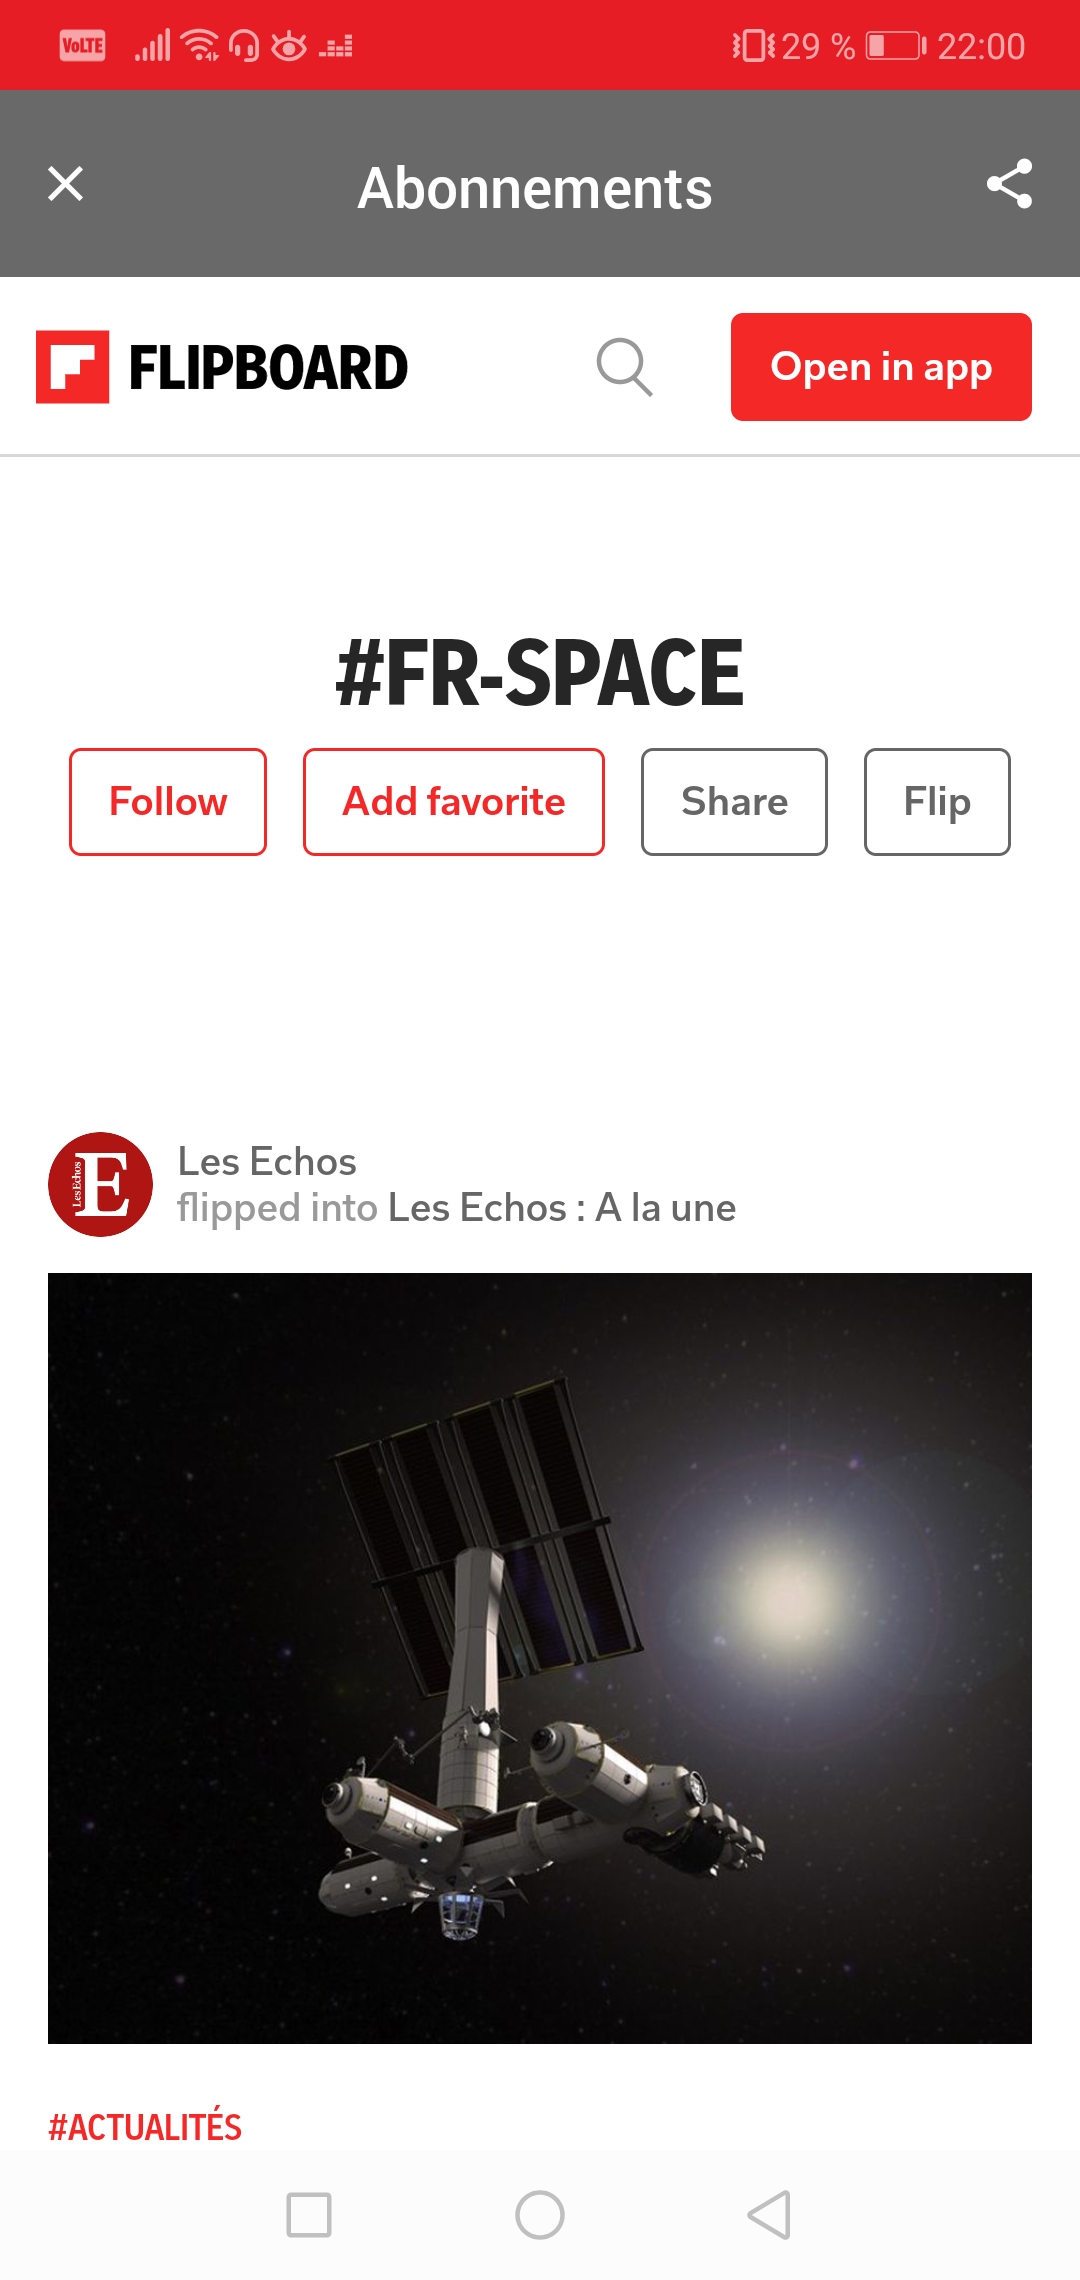 VoLTE 29 % 22:00
Abonnements
FLIPBOARD Open in app
#FR-SPACE
Follow Add favorite Share Flip
Les Echos
E
Les Echos
flipped into Les Echos : A la une
#ACTUALITÉS